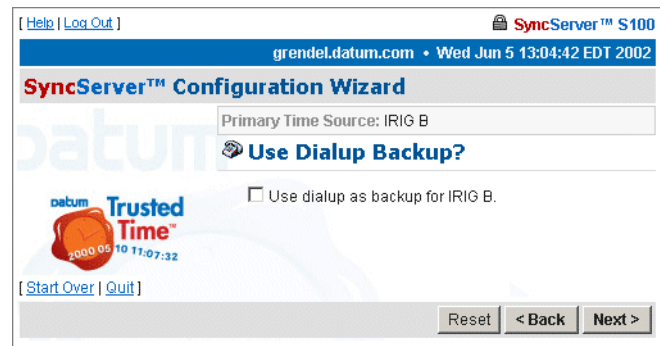 [ Help | Log Out ]
SyncServer™ S100
grendel.datum.com • Wed Jun 5 13:04:42 EDT 2002
SyncServer™ Configuration Wizard
Primary Time Source: IRIG B
Datum
Use Dialup Backup?
Use dialup as backup for IRIG B.
Datum Trusted Time™
2000 05 10 11:07:32
[ Start Over | Quit ]
Reset
< Back
Next >